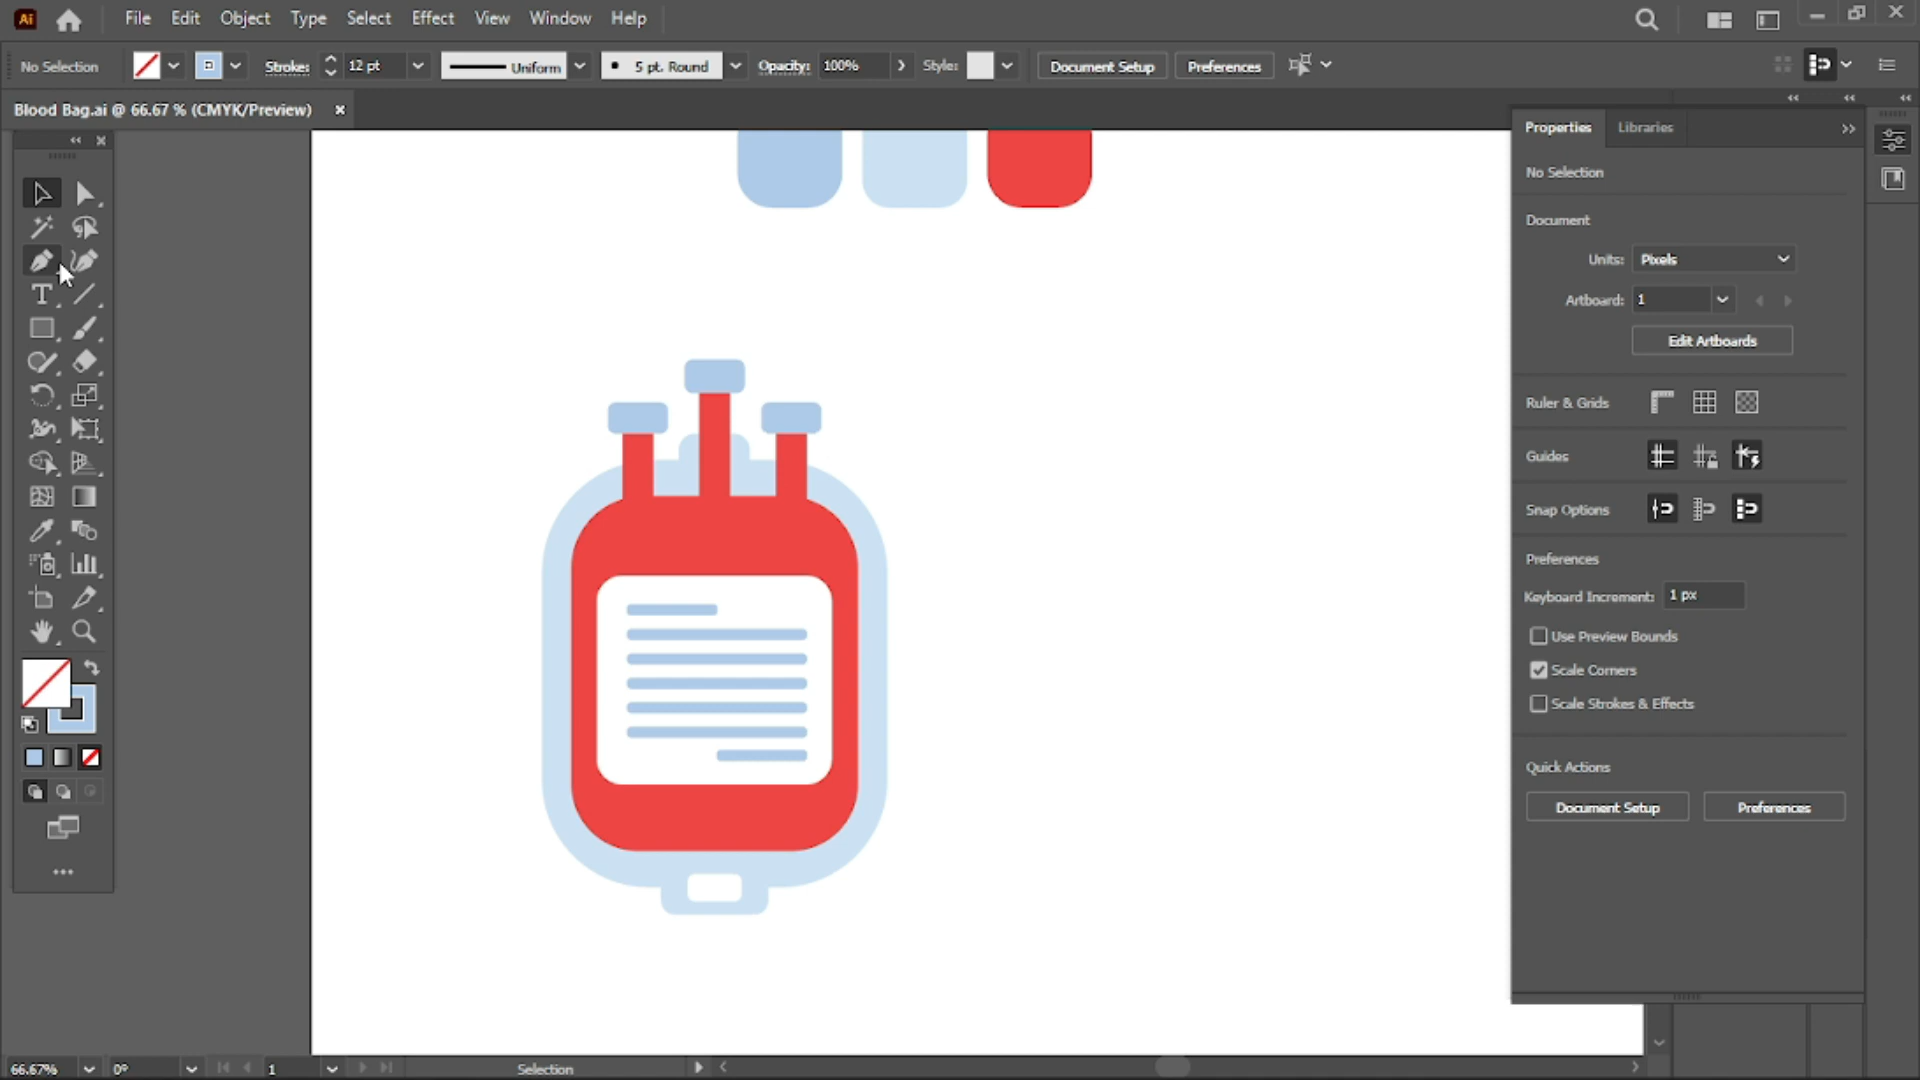 Ai File Edit Object Type Select Effect View Window Help
No Selection Stroke: 12 pt Uniform 5 pt. Round Opacity: 100% Style: Document Setup Preferences
Blood Bag.ai @ 66.67 % (CMYK/Preview)
Properties Libraries
No Selection
Document
Units: Pixels
Artboard: 1
Edit Artboards
Ruler & Grids
Guides
Snap Options
Preferences
Keyboard Increment: 1 px
Use Preview Bounds
Scale Corners
Scale Strokes & Effects
Quick Actions
Document Setup Preferences
66.67% 0° 1 Selection